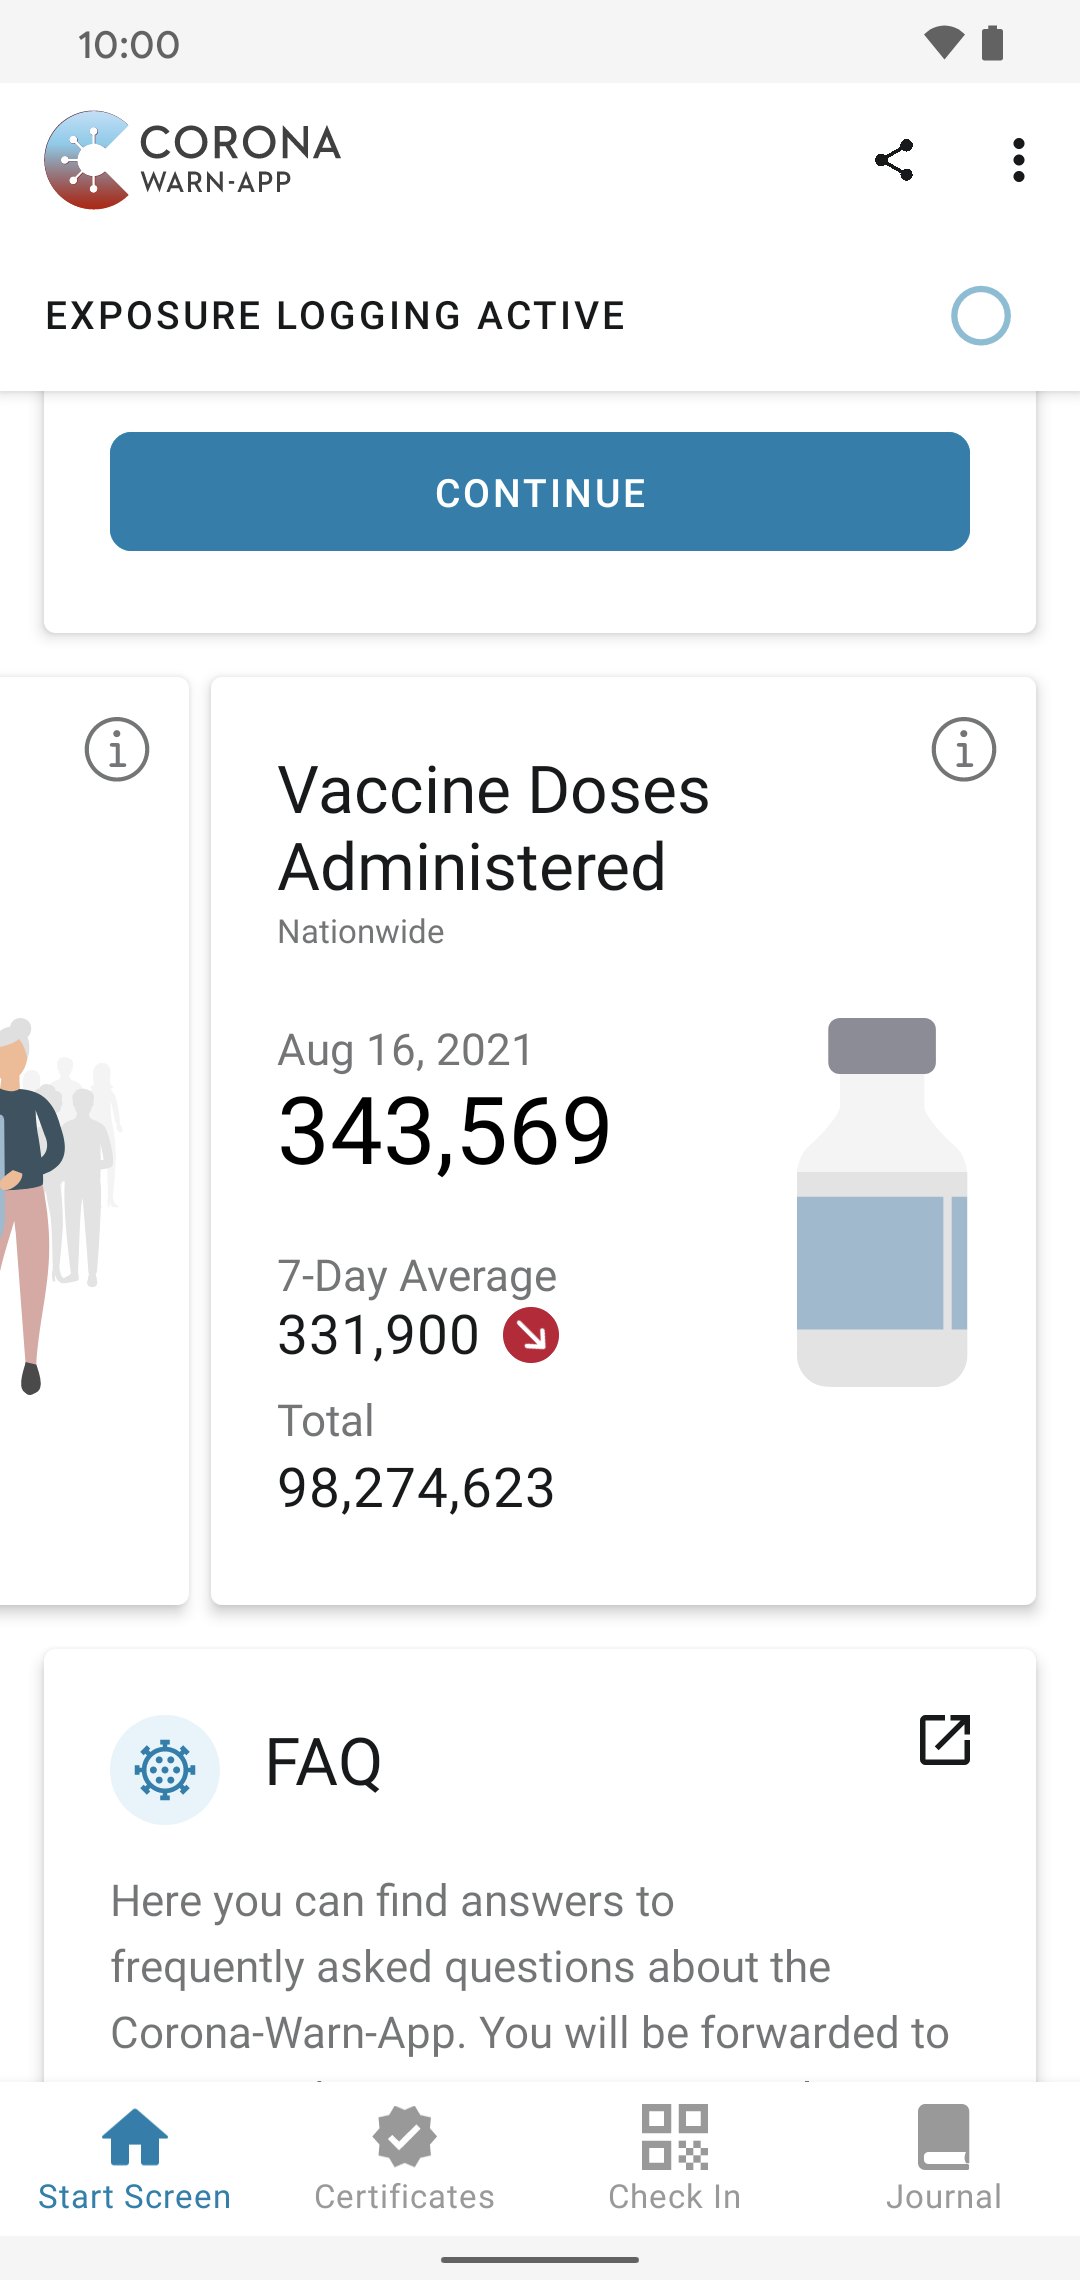 10:00
CORONA
WARN-APP
EXPOSURE LOGGING ACTIVE
CONTINUE
Vaccine Doses
Administered
Nationwide
Aug 16, 2021
343,569
7-Day Average
331,900
Total
98,274,623
FAQ
Here you can find answers to
frequently asked questions about the
Corona-Warn-App. You will be forwarded to
Start Screen
Certificates
Check In
Journal